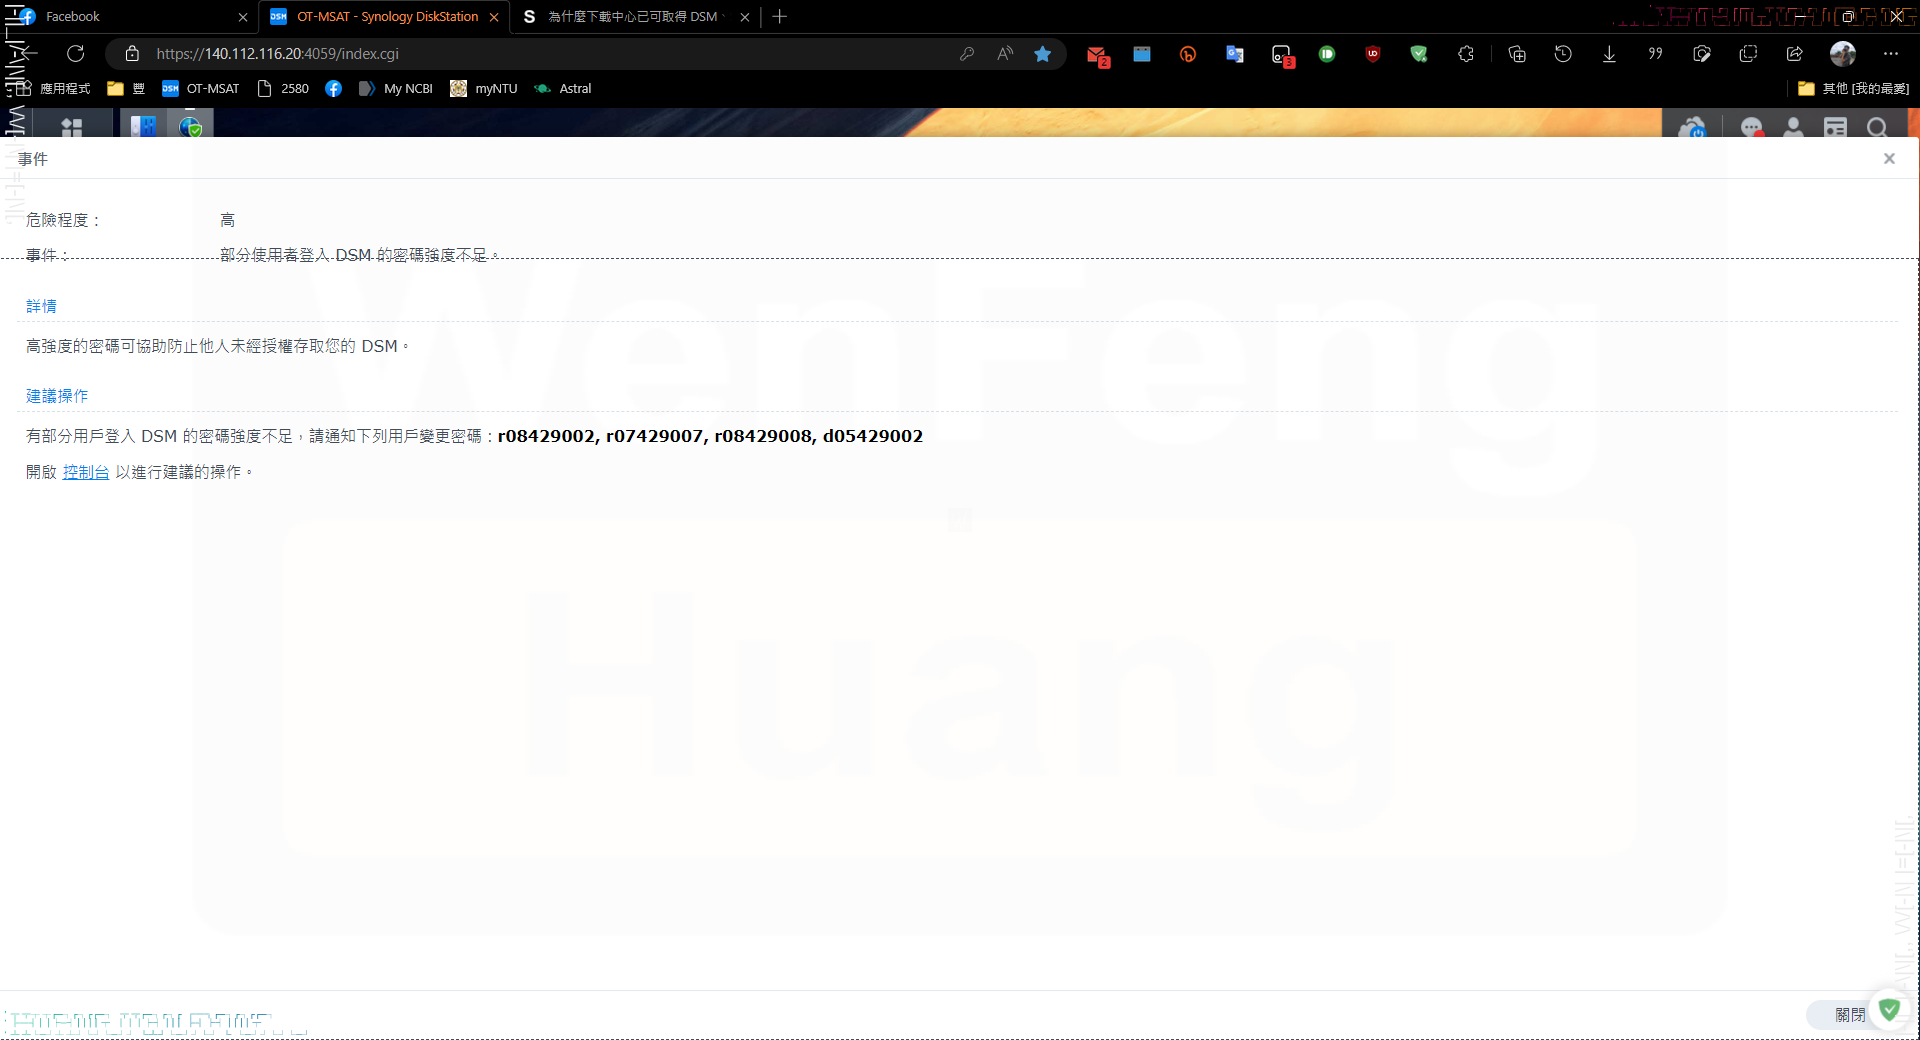 Facebook
OT-MSAT - Synology DiskStation
為什麼下載中心已可取得 DSM
https://140.112.116.20:4059/index.cgi
2
3
應用程式
豐
OT-MSAT
2580
My NCBI
myNTU
Astral
其他 [我的最愛]
事件
危險程度：
高
事件：
部分使用者登入 DSM 的密碼強度不足。
詳情
高強度的密碼可協助防止他人未經授權存取您的 DSM。
建議操作
有部分用戶登入 DSM 的密碼強度不足，請通知下列用戶變更密碼：r08429002, r07429007, r08429008, d05429002
開啟 控制台 以進行建議的操作。
WenFeng
Huang
關閉